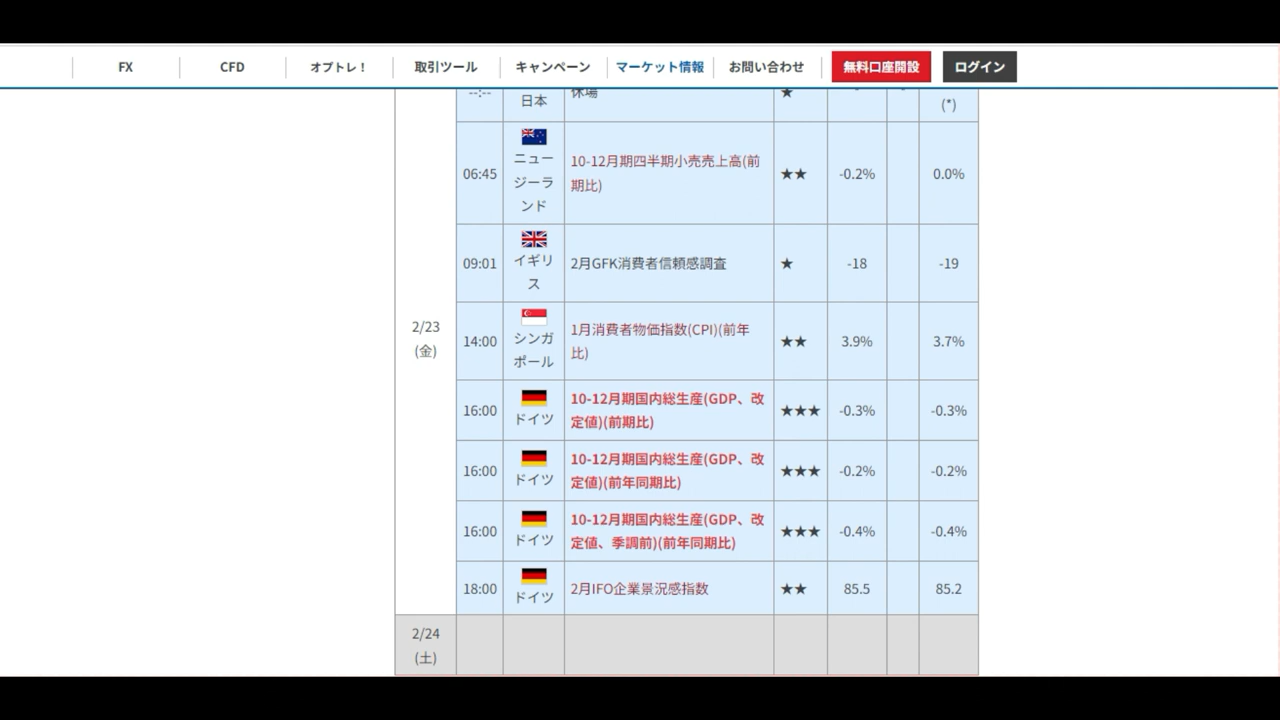 FX
CFD
オプトレ！
取引ツール
キャンペーン
マーケット情報
お問い合わせ
無料口座開設
ログイン
--:--
日本
休場
★
-
-
(*)
2/23
(金)
06:45
ニュー
ジーラ
ンド
10-12月期四半期小売売上高(前
期比)
★★
-0.2%
0.0%
09:01
イギリ
ス
2月GFK消費者信頼感調査
★
-18
-19
14:00
シンガ
ポール
1月消費者物価指数(CPI)(前年
比)
★★
3.9%
3.7%
16:00
ドイツ
10-12月期国内総生産(GDP、改
定値)(前期比)
★★★
-0.3%
-0.3%
16:00
ドイツ
10-12月期国内総生産(GDP、改
定値)(前年同期比)
★★★
-0.2%
-0.2%
16:00
ドイツ
10-12月期国内総生産(GDP、改
定値、季調前)(前年同期比)
★★★
-0.4%
-0.4%
18:00
ドイツ
2月IFO企業景況感指数
★★
85.5
85.2
2/24
(土)